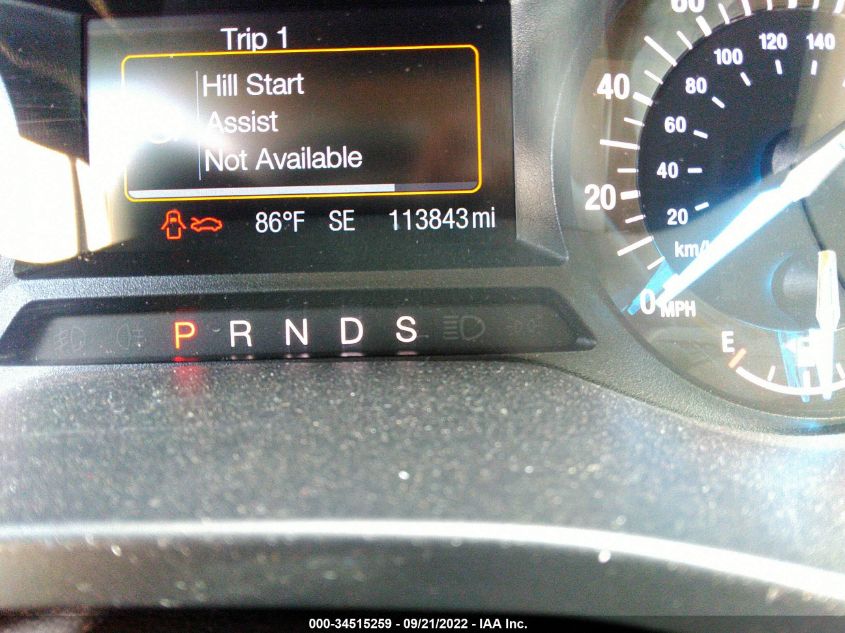 Trip 1
Hill Start
Assist
Not Available
86°F SE 113843 mi
P R N D S
60
40
20
0
MPH
140
120
100
80
60
40
20
km/
E
000-34515259 - 09/21/2022 - IAA Inc.